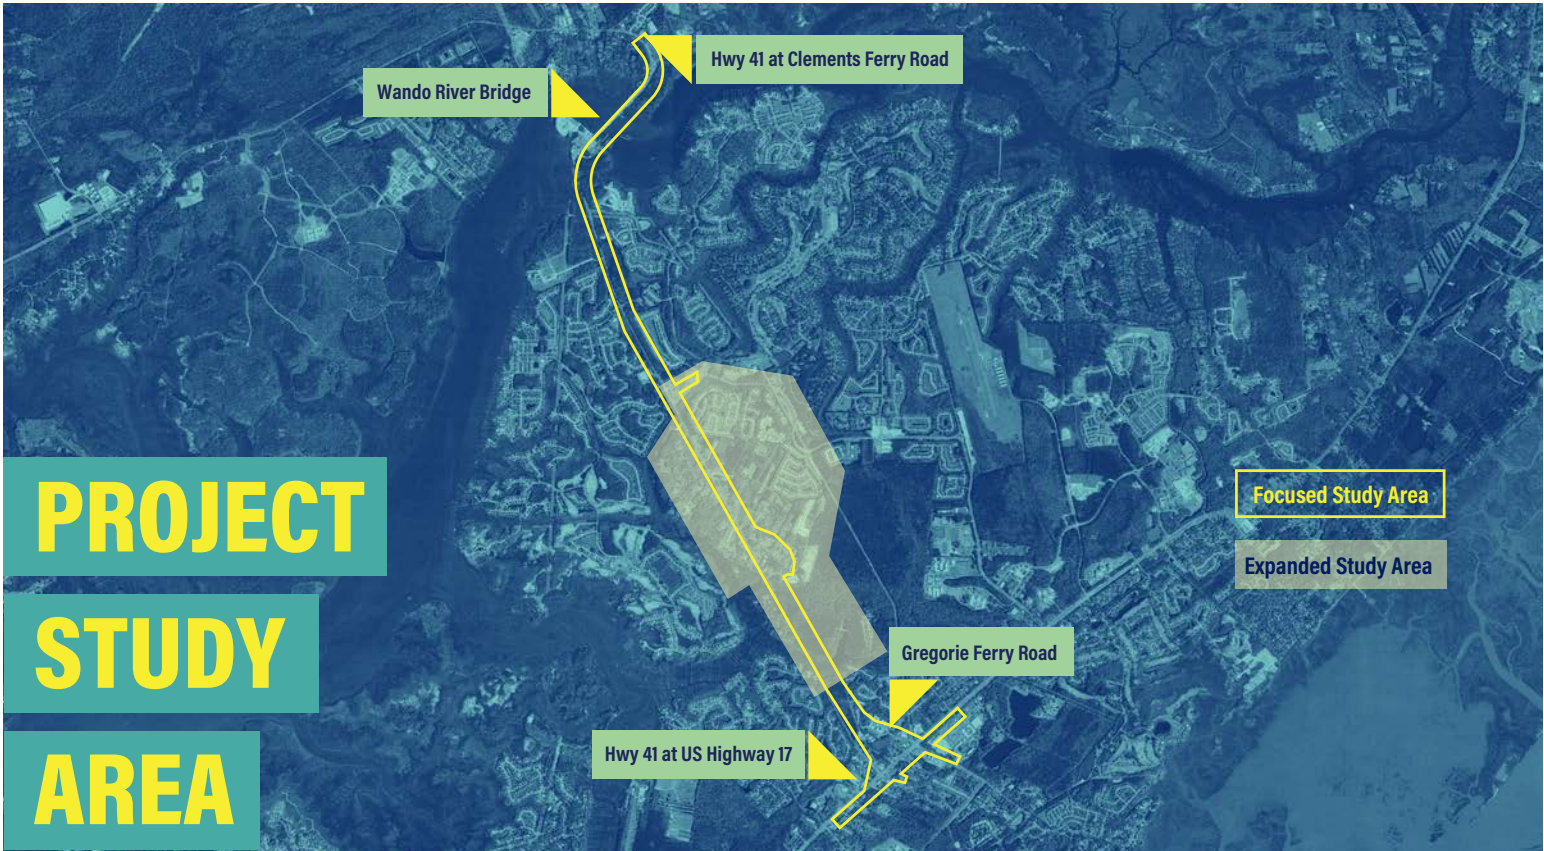 Hwy 41 at Clements Ferry Road
Wando River Bridge
PROJECT
STUDY
AREA
Focused Study Area
Expanded Study Area
Gregorie Ferry Road
Hwy 41 at US Highway 17